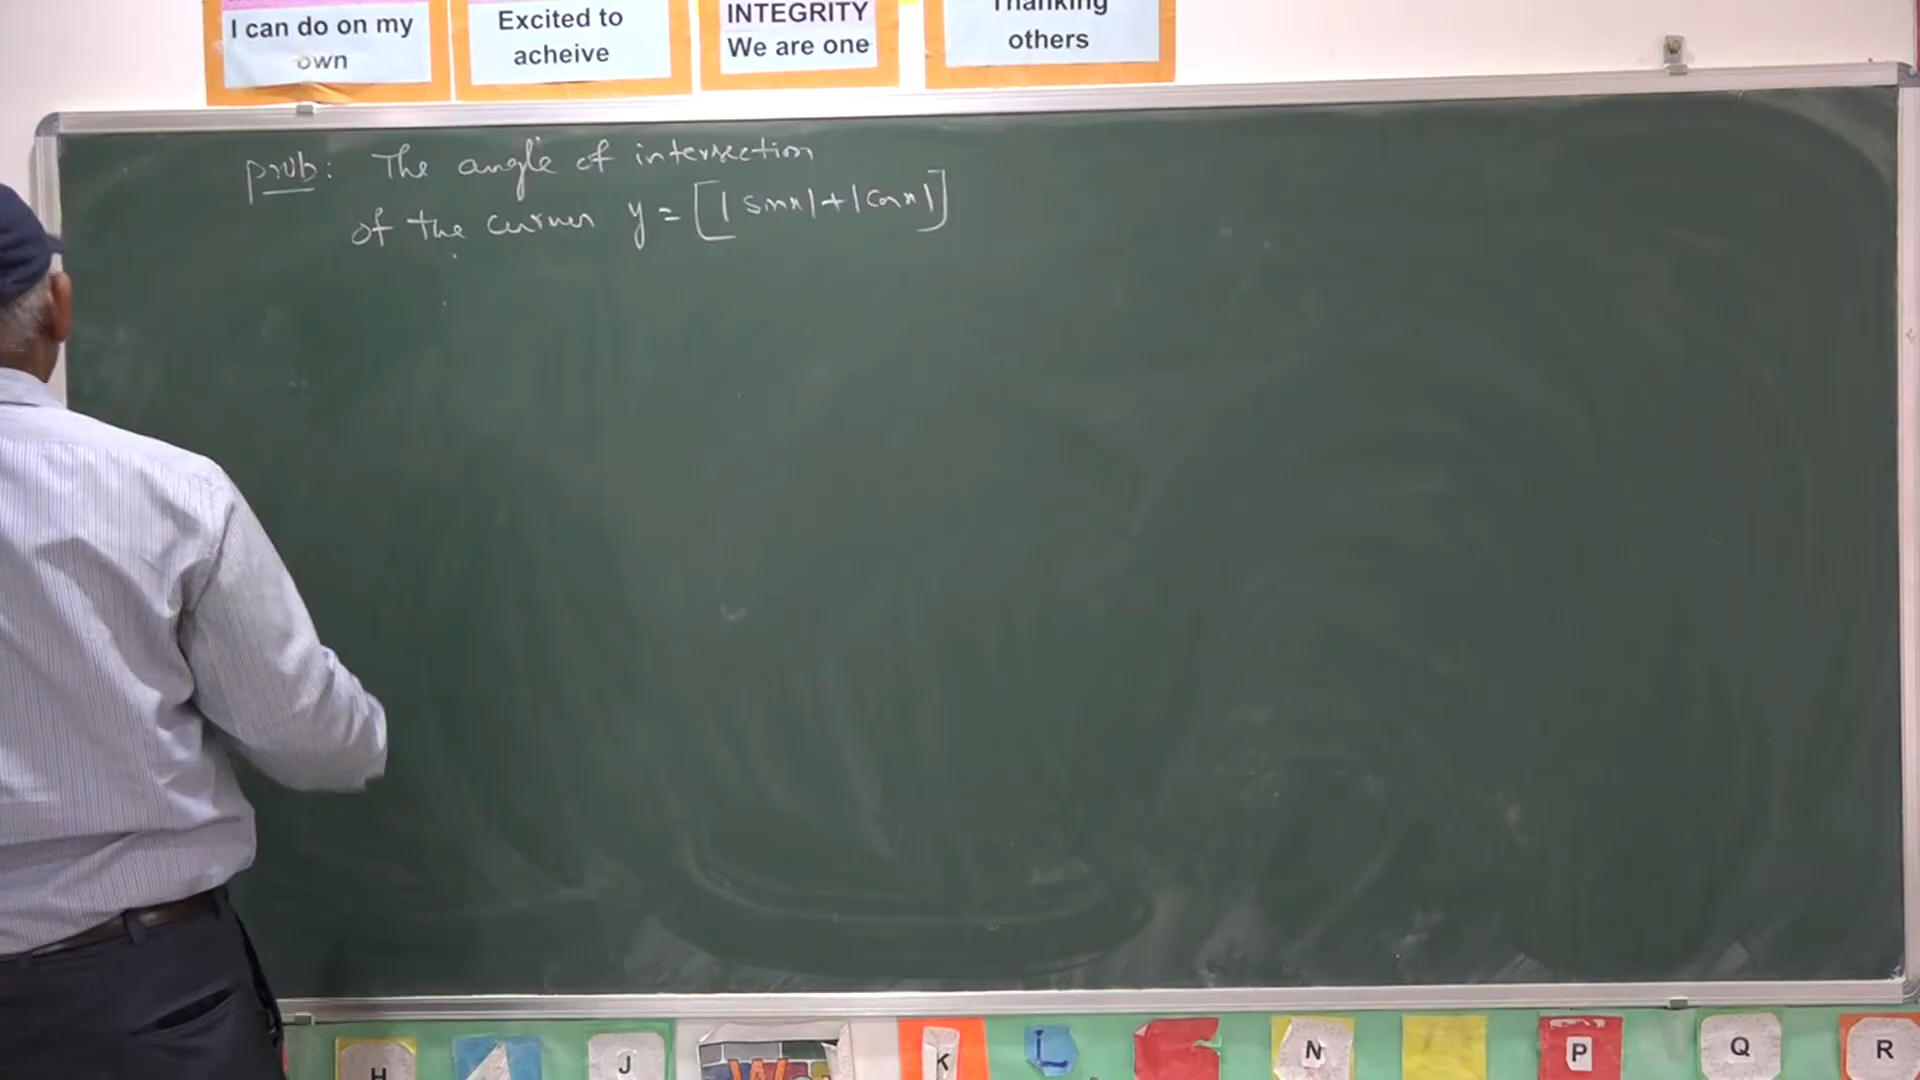 I can do on my
own
Excited to
acheive
INTEGRITY
We are one
Thanking
others
prob: The angle of intersection
of the curves y = [|sinx|+|cosx|]
H
J
K
L
N
P
Q
R